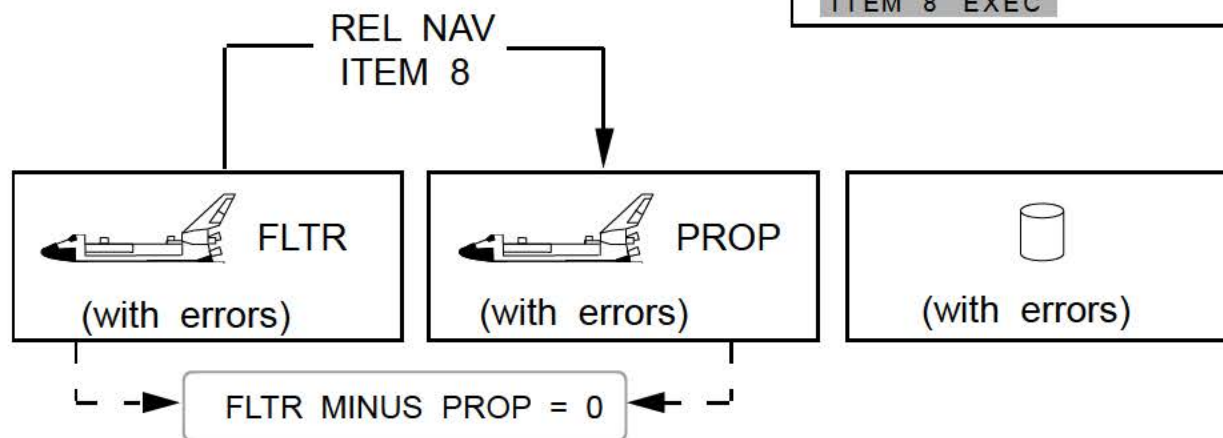 ITEM 8 EXEC
REL NAV
ITEM 8
FLTR
(with errors)
PROP
(with errors)
(with errors)
FLTR MINUS PROP = 0